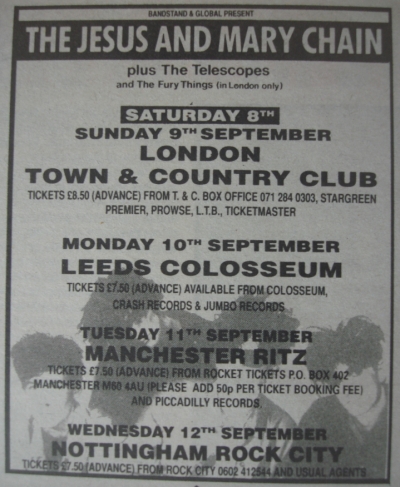 BANDSTAND & GLOBAL PRESENT
THE JESUS AND MARY CHAIN
plus The Telescopes
and The Fury Things (in London only)
SATURDAY 8TH
SUNDAY 9TH SEPTEMBER
LONDON
TOWN & COUNTRY CLUB
TICKETS £8.50 (ADVANCE) FROM T. & C. BOX OFFICE 071 284 0303, STARGREEN
PREMIER, PROWSE, L.T.B., TICKETMASTER
MONDAY 10TH SEPTEMBER
LEEDS COLOSSEUM
TICKETS £7.50 (ADVANCE) AVAILABLE FROM COLOSSEUM,
CRASH RECORDS & JUMBO RECORDS
TUESDAY 11TH SEPTEMBER
MANCHESTER RITZ
TICKETS £7.50 (ADVANCE) FROM ROCKET TICKETS P.O. BOX 402
MANCHESTER M60 4AU (PLEASE ADD 50p PER TICKET BOOKING FEE)
AND PICCADILLY RECORDS
WEDNESDAY 12TH SEPTEMBER
NOTTINGHAM ROCK CITY
TICKETS £7.50 (ADVANCE) FROM ROCK CITY 0602 412544 AND USUAL AGENTS